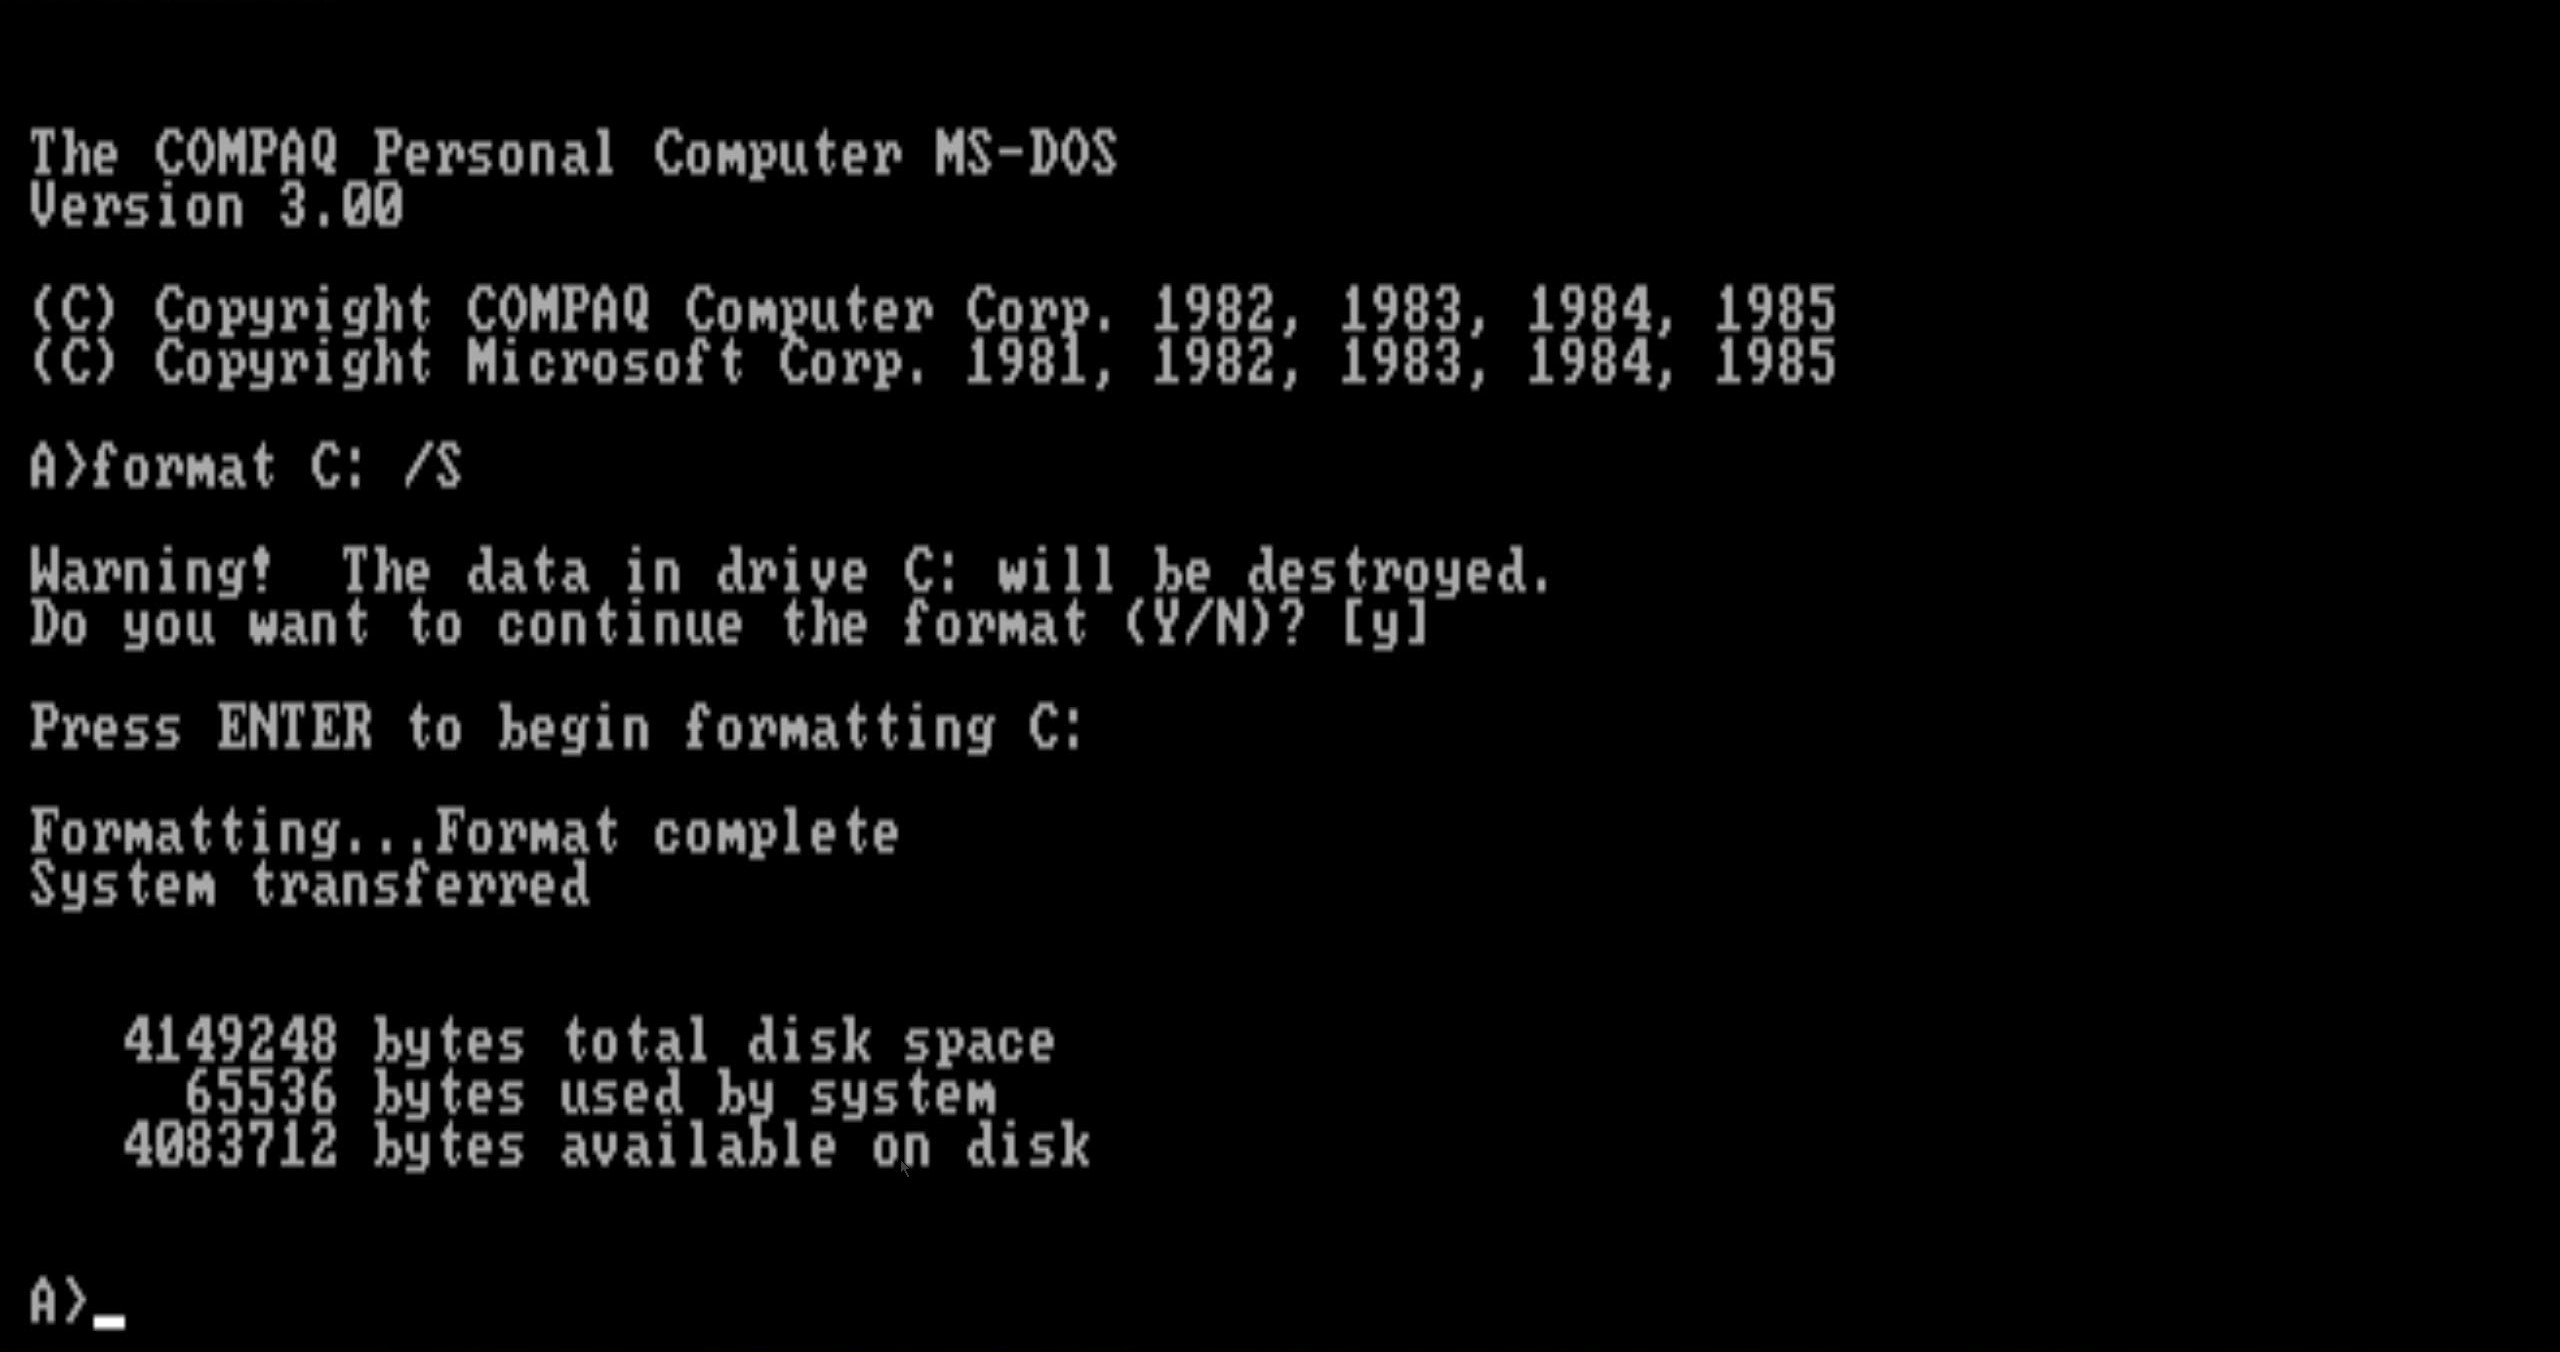 The COMPAQ Personal Computer MS-DOS
Version 3.00
(C) Copyright COMPAQ Computer Corp. 1982, 1983, 1984, 1985
(C) Copyright Microsoft Corp. 1981, 1982, 1983, 1984, 1985
A>format C: /S
Warning!  The data in drive C: will be destroyed.
Do you want to continue the format (Y/N)? [y]
Press ENTER to begin formatting C:
Formatting...Format complete
System transferred
4149248 bytes total disk space
65536 bytes used by system
4083712 bytes available on disk
A>_